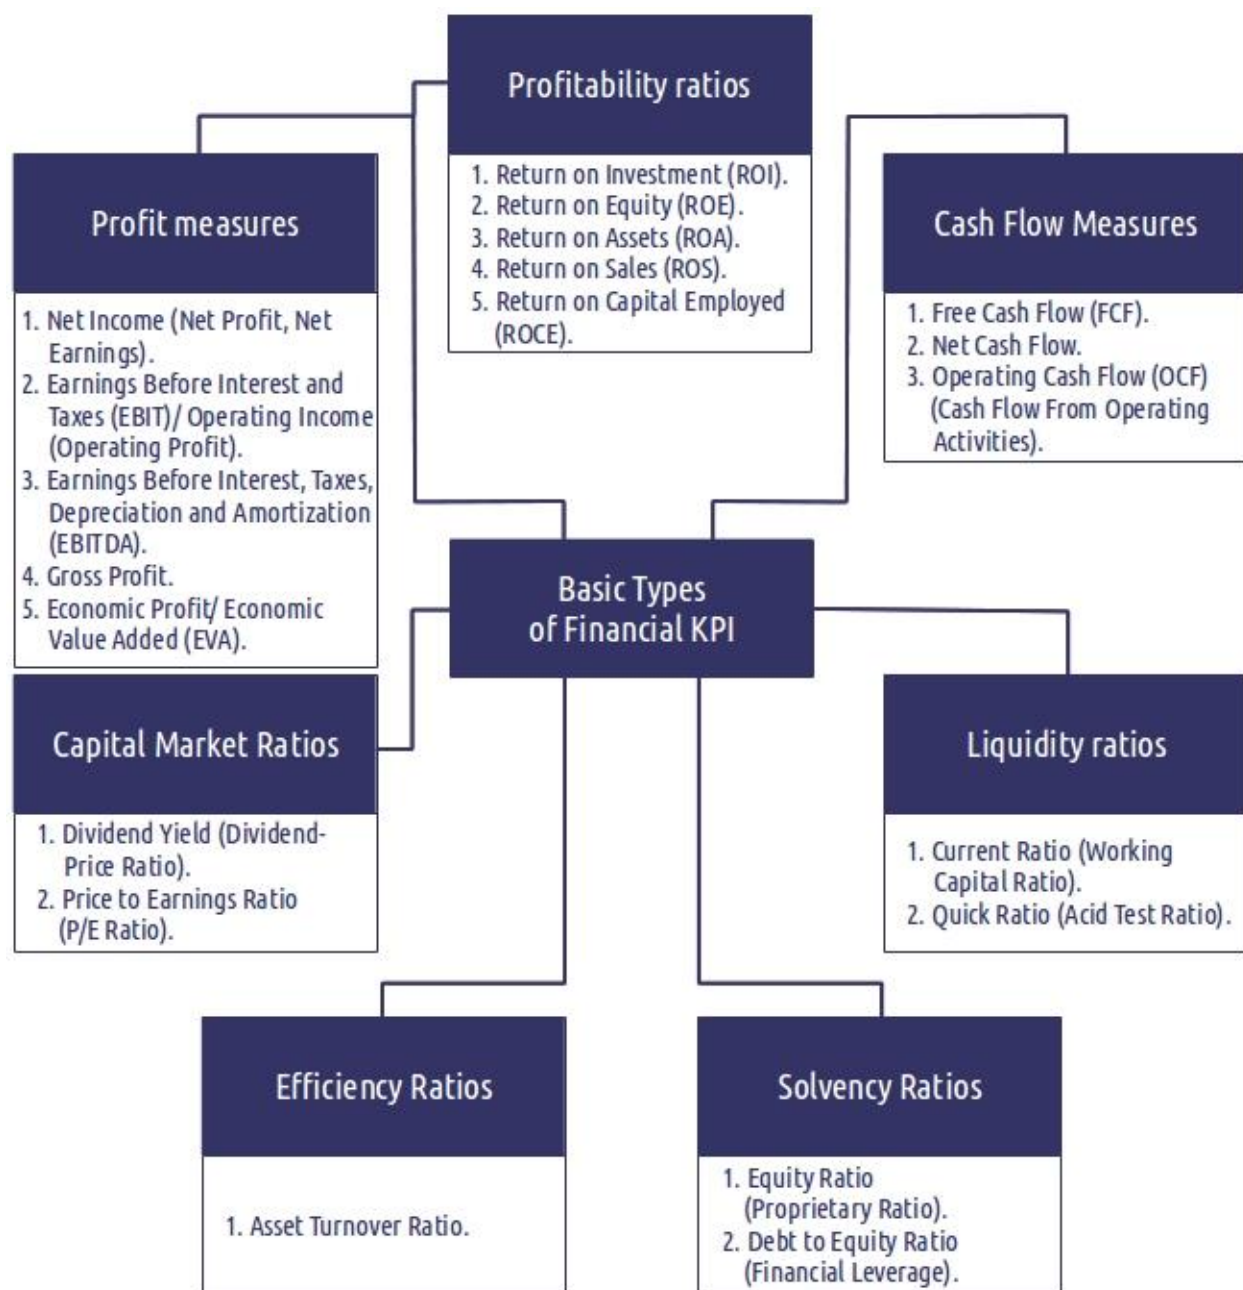 Profitability ratios
1. Return on Investment (ROI).
2. Return on Equity (ROE).
3. Return on Assets (ROA).
4. Return on Sales (ROS).
5. Return on Capital Employed
(ROCE).
Profit measures
1. Net Income (Net Profit, Net
Earnings).
2. Earnings Before Interest and
Taxes (EBIT)/ Operating Income
(Operating Profit).
3. Earnings Before Interest, Taxes,
Depreciation and Amortization
(EBITDA).
4. Gross Profit.
5. Economic Profit/ Economic
Value Added (EVA).
Cash Flow Measures
1. Free Cash Flow (FCF).
2. Net Cash Flow.
3. Operating Cash Flow (OCF)
(Cash Flow From Operating
Activities).
Basic Types
of Financial KPI
Capital Market Ratios
1. Dividend Yield (Dividend-
Price Ratio).
2. Price to Earnings Ratio
(P/E Ratio).
Liquidity ratios
1. Current Ratio (Working
Capital Ratio).
2. Quick Ratio (Acid Test Ratio).
Efficiency Ratios
1. Asset Turnover Ratio.
Solvency Ratios
1. Equity Ratio
(Proprietary Ratio).
2. Debt to Equity Ratio
(Financial Leverage).